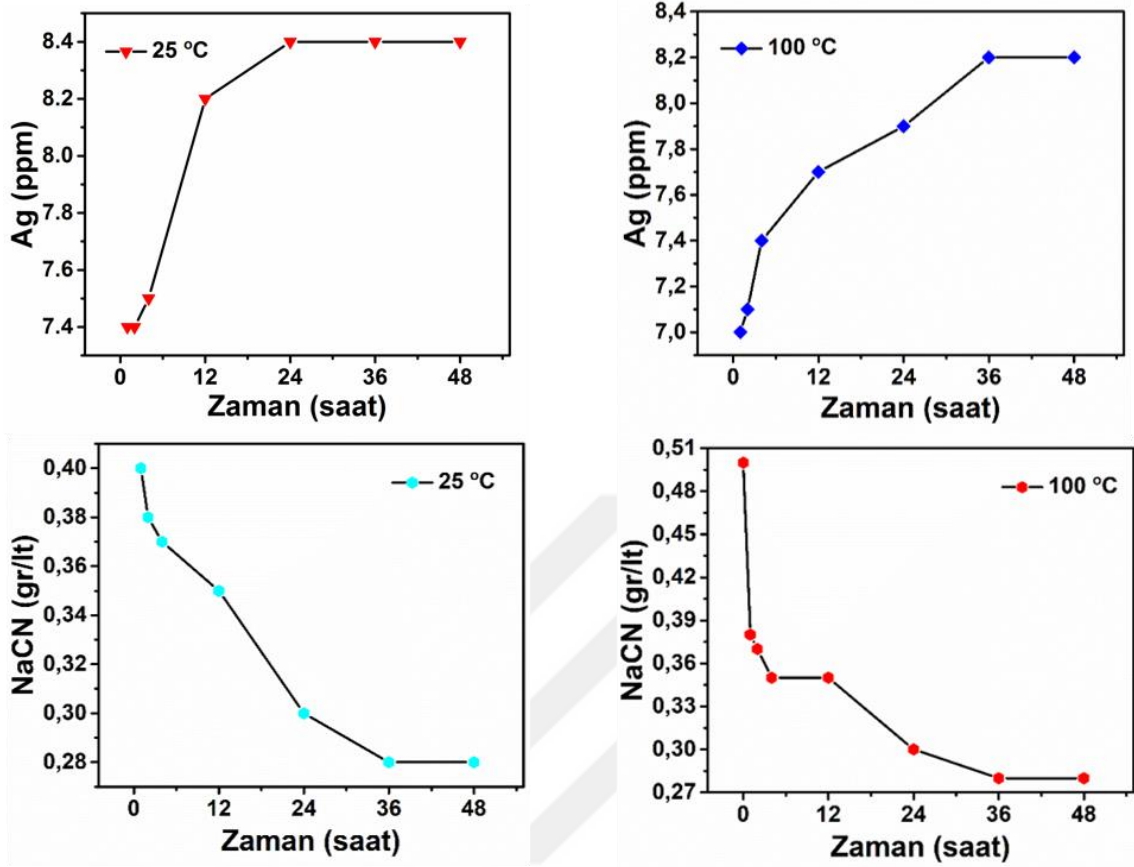 25 °C
Ag (ppm)
8.4
8.2
8.0
7.8
7.6
7.4
0 12 24 36 48
Zaman (saat)
100 °C
Ag (ppm)
8,2
8,0
7,8
7,6
7,4
7,2
7,0
0 12 24 36 48
Zaman (saat)
25 °C
NaCN (gr/lt)
0,40
0,38
0,36
0,34
0,32
0,30
0,28
0 12 24 36 48
Zaman (saat)
100 °C
NaCN (gr/lt)
0,51
0,48
0,45
0,42
0,39
0,36
0,33
0,30
0,27
0 12 24 36 48
Zaman (saat)